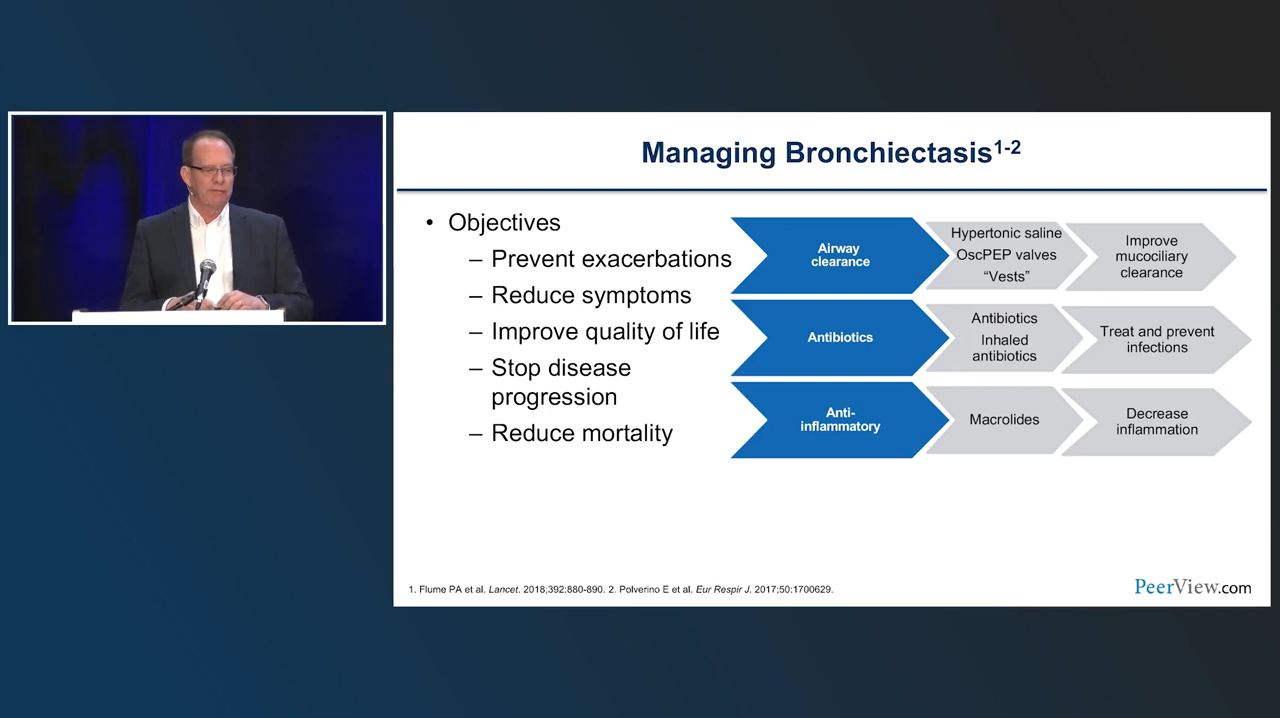 Managing Bronchiectasis1-2
• Objectives
– Prevent exacerbations
– Reduce symptoms
– Improve quality of life
– Stop disease
progression
– Reduce mortality
Airway
clearance
Hypertonic saline
OscPEP valves
“Vests”
Improve
mucociliary
clearance
Antibiotics
Antibiotics
Inhaled
antibiotics
Treat and prevent
infections
Anti-
inflammatory
Macrolides
Decrease
inflammation
1. Flume PA et al. Lancet. 2018;392:880-890. 2. Polverino E et al. Eur Respir J. 2017;50:1700629.
PeerView.com